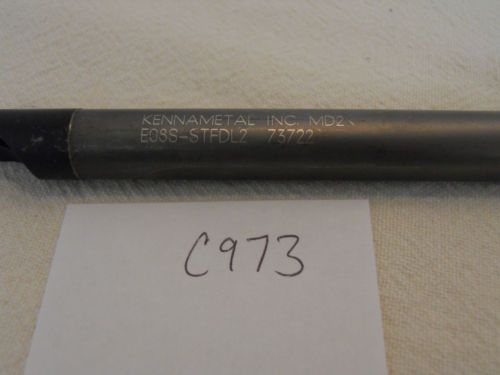 KENNAMETAL INC. MD2
E08S-STFDL2 73722
C973